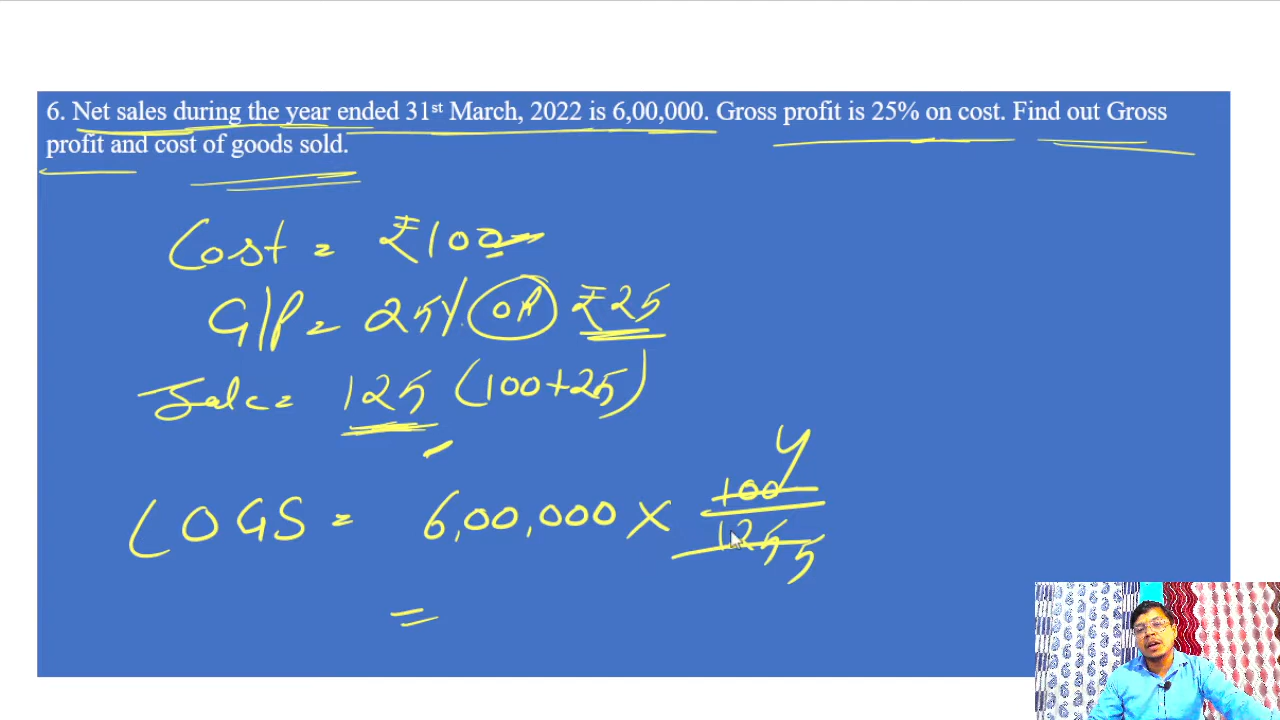 6. Net sales during the year ended 31st March, 2022 is 6,00,000. Gross profit is 25% on cost. Find out Gross
profit and cost of goods sold.
Cost = ₹100
G/P = 25% OR ₹25
Sale = 125 (100+25)
COGS = 6,00,000 × 100/125 4 5
=